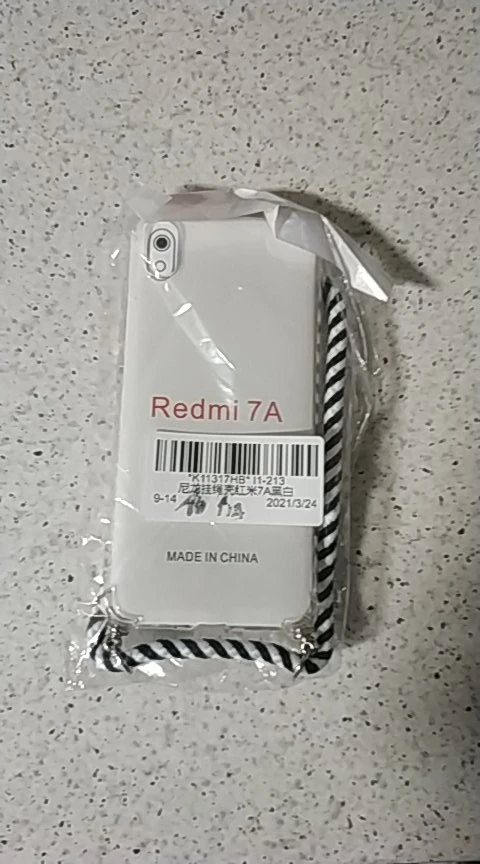 Redmi 7A
*K11317HB* I1-213
尼龙挂绳壳红米7A黑白
9-14
2021/3/24
MADE IN CHINA